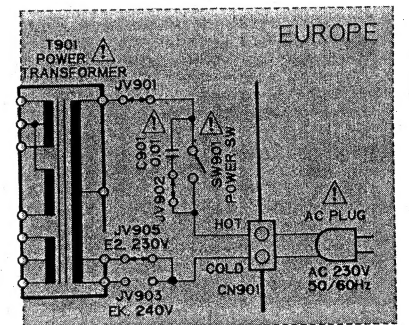 EUROPE
T901
POWER
TRANSFORMER
JV901
C901
0.01
JV902
SW901
POWER SW
HOT
AC PLUG
JV905
E2. 230V
COLD
CN901
AC 230V
50/60Hz
JV903
EK. 240V